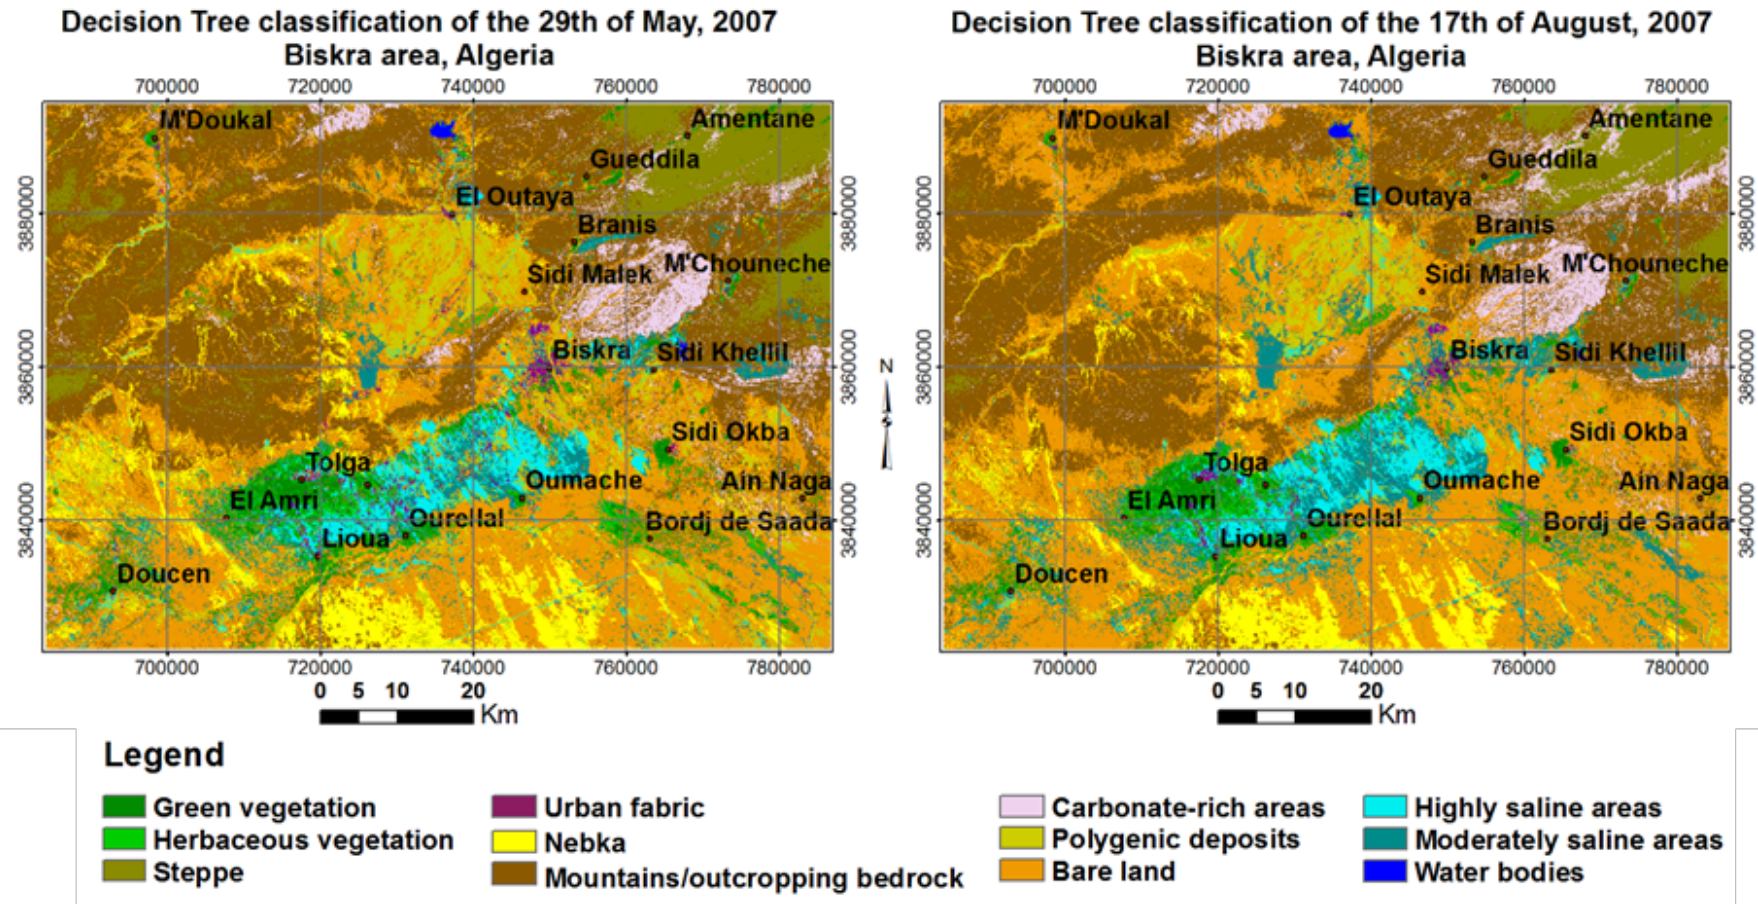 Decision Tree classification of the 29th of May, 2007
Biskra area, Algeria
7000000 7200000 740000 760000 780000
3880000
3860000
3840000
M'Doukal
Amentane
Gueddila
El Outaya
Branis
M'Chouneche
Sidi Malek
Biskra
Sidi Khellil
Sidi Okba
Tolga
Oumache
Ain Naga
El Amri
Ourellal
Bordj de Saada
Lioua
Doucen
3880000
3860000
3840000
7000000 7200000 740000 760000 780000
0 5 10 20
Km
N
Decision Tree classification of the 17th of August, 2007
Biskra area, Algeria
700000 720000 740000 760000 780000
3880000
3860000
3840000
M'Doukal
Amentane
Gueddila
El Outaya
Branis
M'Chouneche
Sidi Malek
Biskra
Sidi Khellil
Sidi Okba
Tolga
Oumache
Ain Naga
El Amri
Ourellal
Bordj de Saada
Lioua
Doucen
3880000
3860000
3840000
700000 720000 740000 760000 780000
0 5 10 20
Km
Legend
Green vegetation
Herbaceous vegetation
Steppe
Urban fabric
Nebka
Mountains/outcropping bedrock
Carbonate-rich areas
Polygenic deposits
Bare land
Highly saline areas
Moderately saline areas
Water bodies